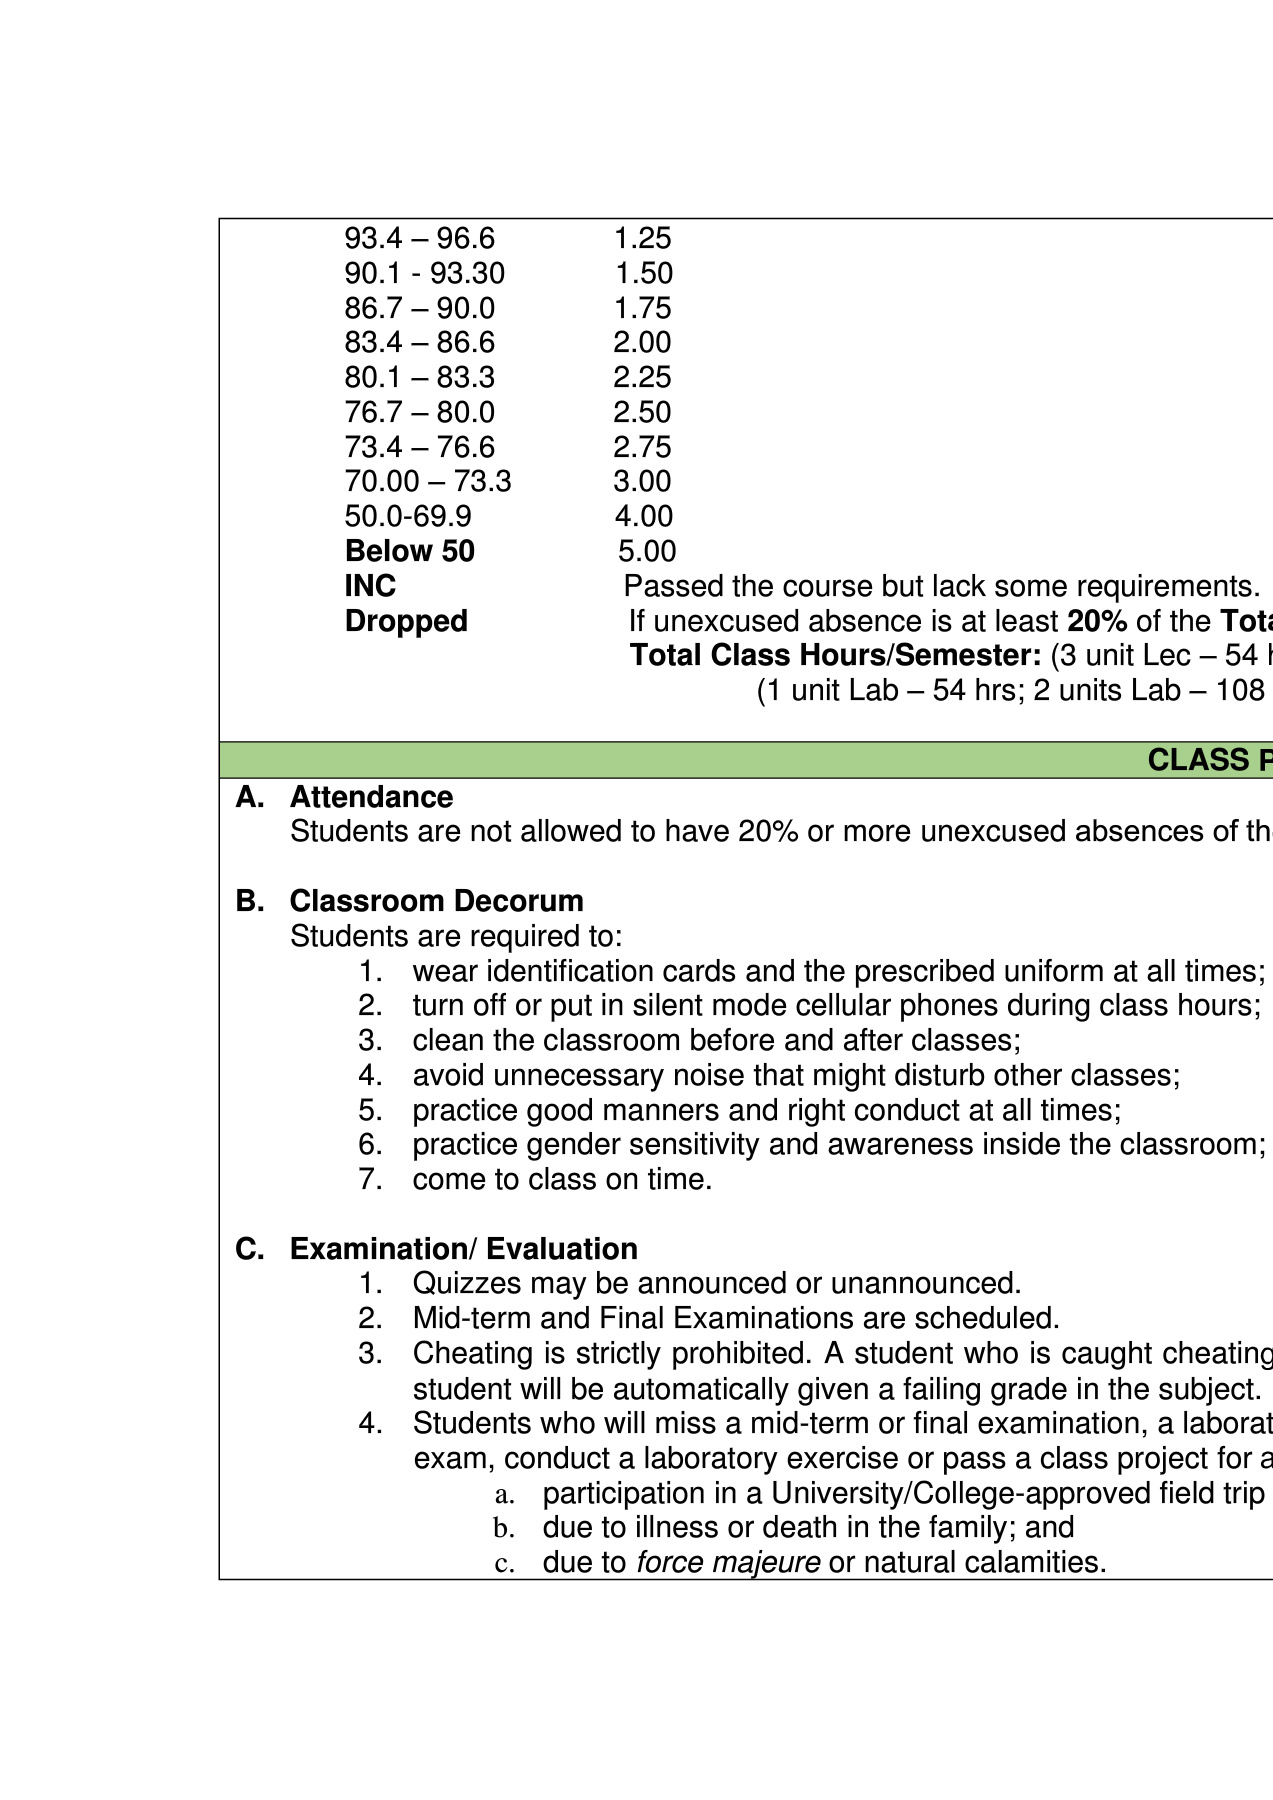 93.4 – 96.6 1.25
90.1 - 93.30 1.50
86.7 – 90.0 1.75
83.4 – 86.6 2.00
80.1 – 83.3 2.25
76.7 – 80.0 2.50
73.4 – 76.6 2.75
70.00 – 73.3 3.00
50.0-69.9 4.00
Below 50 5.00
INC Passed the course but lack some requirements.
Dropped If unexcused absence is at least 20% of the
Total Class Hours/Semester: (3 unit Lec – 54
(1 unit Lab – 54 hrs; 2 units Lab – 108
CLASS
A. Attendance
Students are not allowed to have 20% or more unexcused absences of
B. Classroom Decorum
Students are required to:
1. wear identification cards and the prescribed uniform at all times;
2. turn off or put in silent mode cellular phones during class hours;
3. clean the classroom before and after classes;
4. avoid unnecessary noise that might disturb other classes;
5. practice good manners and right conduct at all times;
6. practice gender sensitivity and awareness inside the classroom;
7. come to class on time.
C. Examination/ Evaluation
1. Quizzes may be announced or unannounced.
2. Mid-term and Final Examinations are scheduled.
3. Cheating is strictly prohibited. A student who is caught cheating
student will be automatically given a failing grade in the subject.
4. Students who will miss a mid-term or final examination, a
exam, conduct a laboratory exercise or pass a class project for
a. participation in a University/College-approved field trip
b. due to illness or death in the family; and
c. due to force majeure or natural calamities.